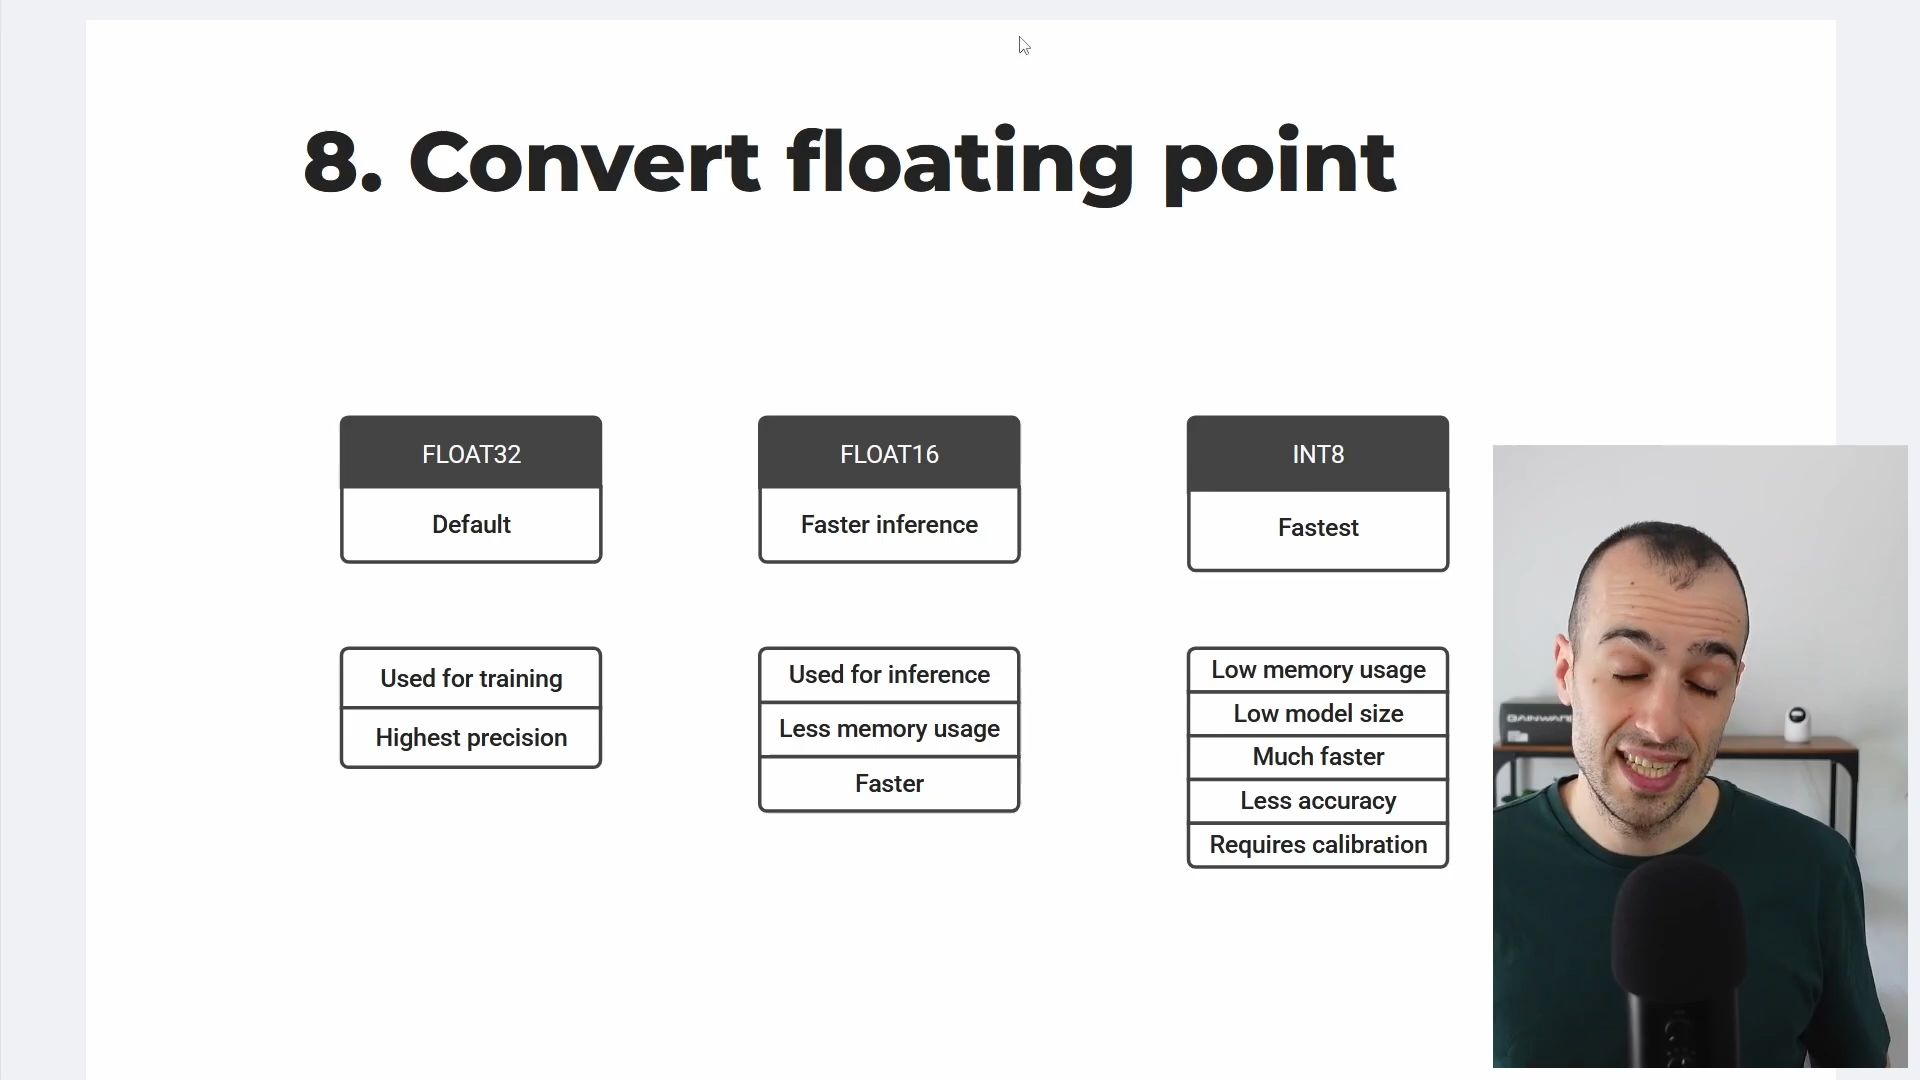 8. Convert floating point
FLOAT32
Default
Used for training
Highest precision
FLOAT16
Faster inference
Used for inference
Less memory usage
Faster
INT8
Fastest
Low memory usage
Low model size
Much faster
Less accuracy
Requires calibration